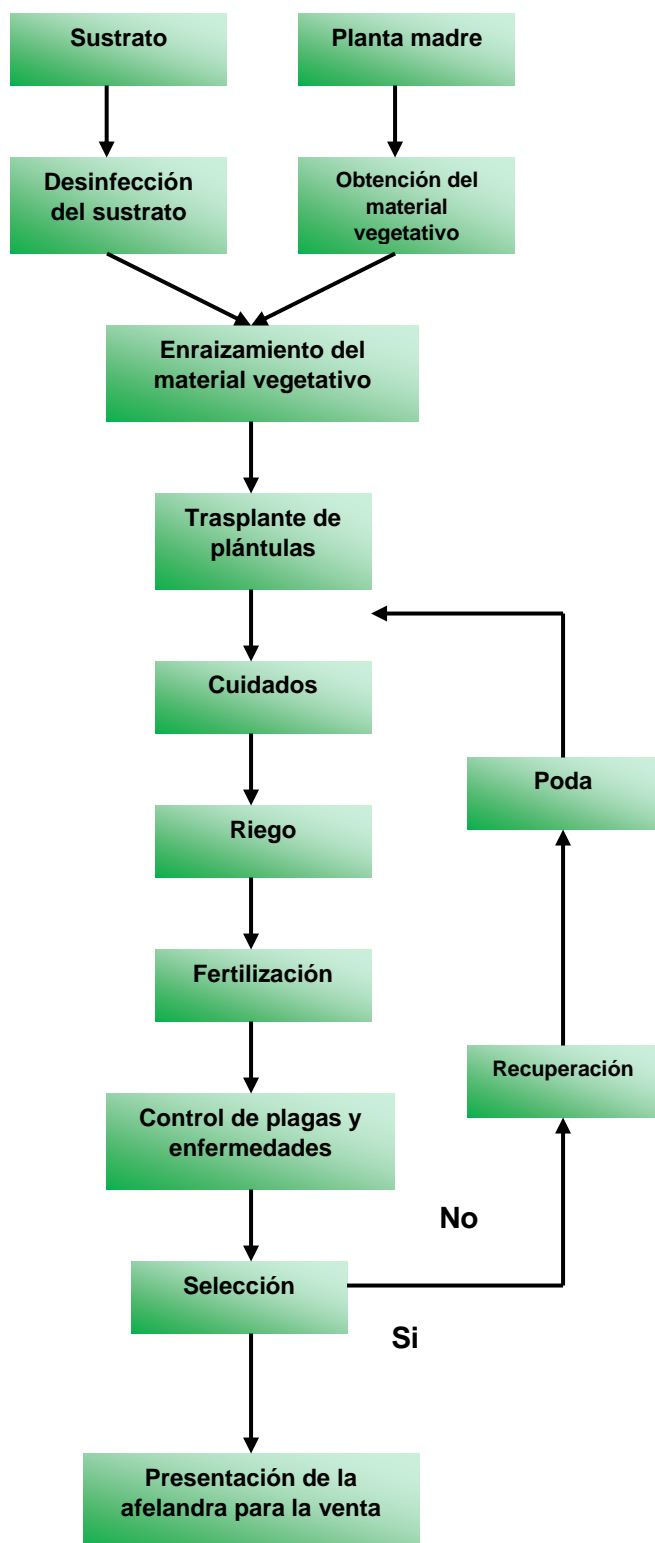 Sustrato
Planta madre
Desinfección
del sustrato
Obtención del
material
vegetativo
Enraizamiento del
material vegetativo
Trasplante de
plántulas
Cuidados
Poda
Riego
Fertilización
Recuperación
Control de plagas y
enfermedades
No
Selección
Si
Presentación de la
afelandra para la venta